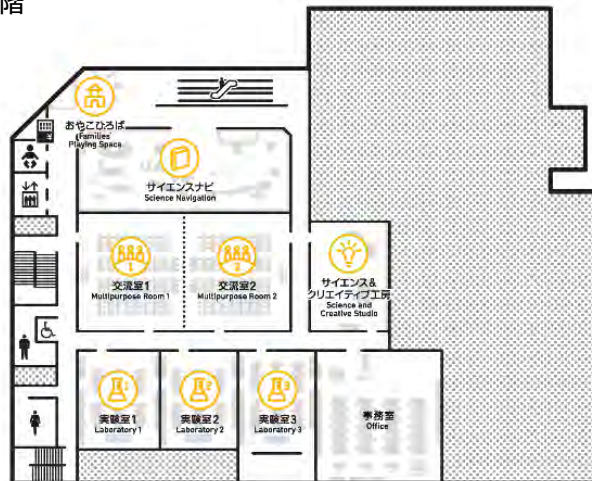 階
おやこひろば
Families
Playing Space
サイエンスナビ
Science Navigation
交流室1
Multipurpose Room 1
交流室2
Multipurpose Room 2
サイエンス&
クリエイティブ工房
Science and
Creative Studio
実験室1
Laboratory 1
実験室2
Laboratory 2
実験室3
Laboratory 3
事務室
Office